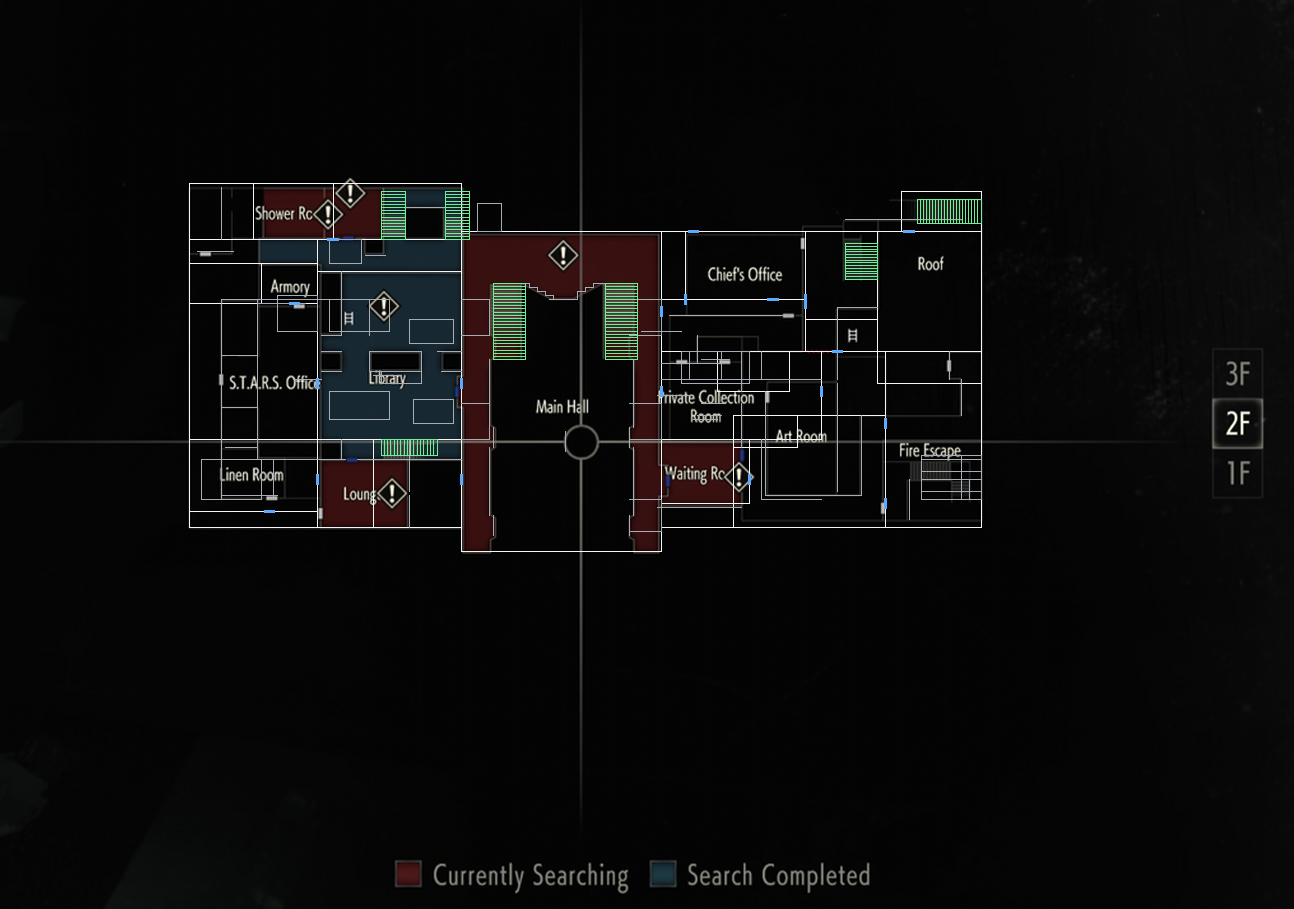 Shower Ro
Chief's Office
Roof
Armory
S.T.A.R.S. Office
Library
Main Hall
Private Collection
Room
Art Room
Fire Escape
Linen Room
Loung
Waiting Ro
3F
2F
1F
Currently Searching
Search Completed